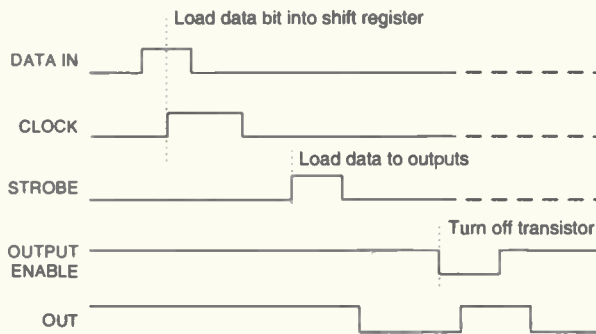 Load data bit into shift register
DATA IN
CLOCK
Load data to outputs
STROBE
Turn off transistor
OUTPUT
ENABLE
OUT